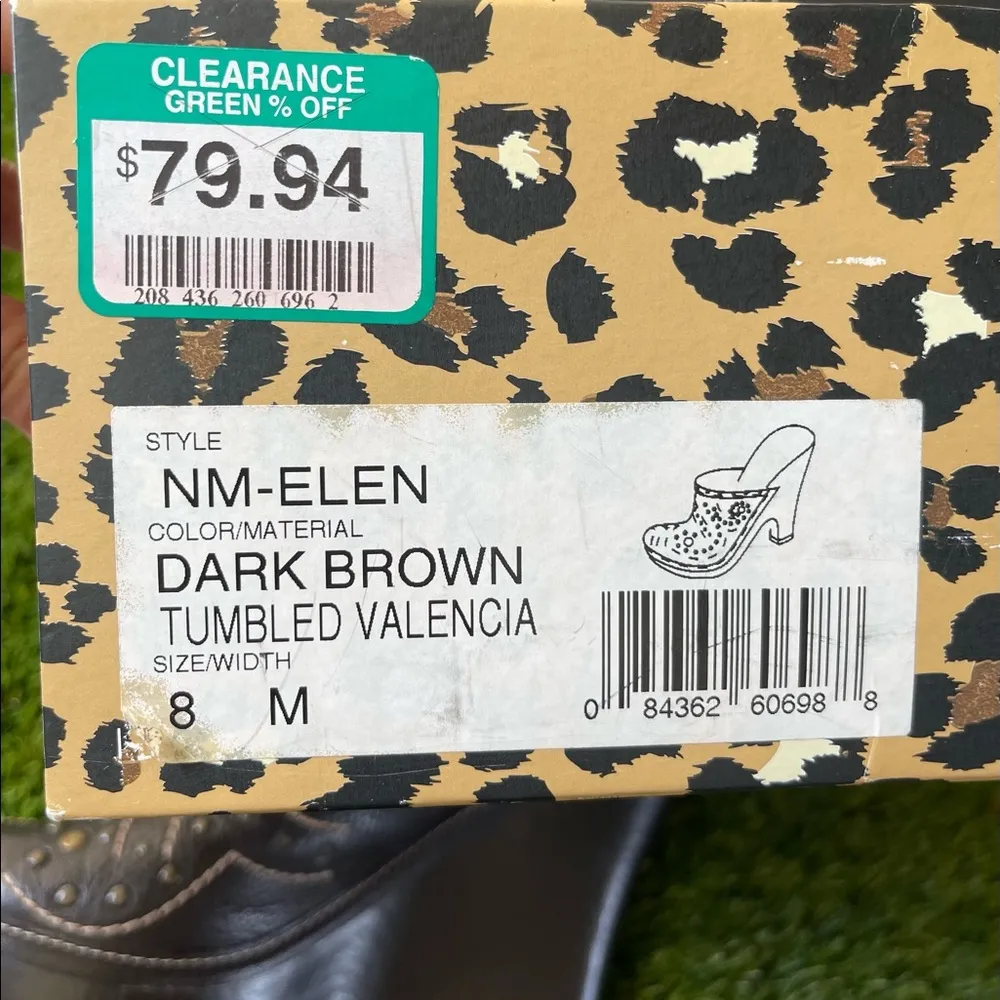 CLEARANCE
GREEN % OFF
$79.94
208 436 260 696 2
STYLE
NM-ELEN
COLOR/MATERIAL
DARK BROWN
TUMBLED VALENCIA
SIZE/WIDTH
8 M
0 84362 60698 8